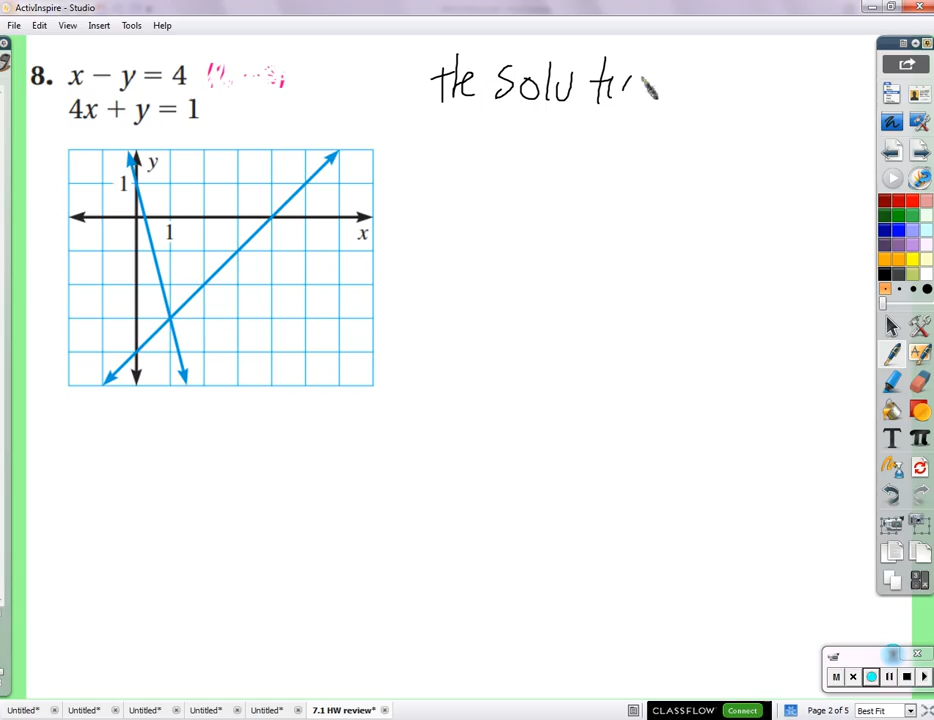 ActivInspire - Studio
File Edit View Insert Tools Help
8. x − y = 4
4x + y = 1
the solu
y
1
1
x
M
Untitled* Untitled* Untitled* Untitled* Untitled* 7.1 HW review*
CLASSFLOW Connect
Page 2 of 5 Best Fit